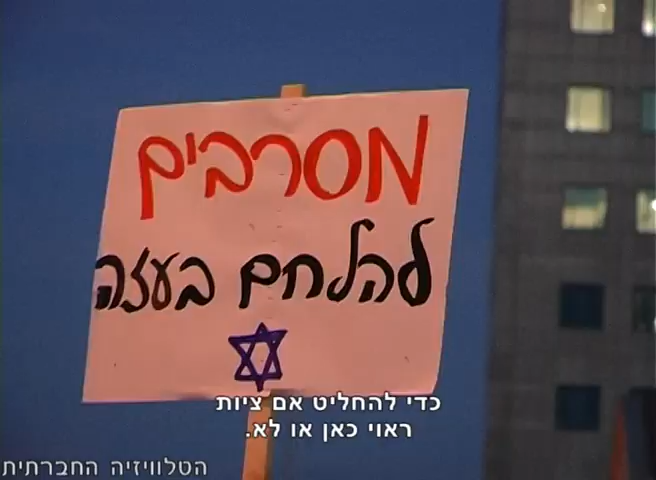 מסרבים
להלחם בעזה
כדי להחליט אם ציות
ראוי כאן או לא.
הטלוויזיה החברתית